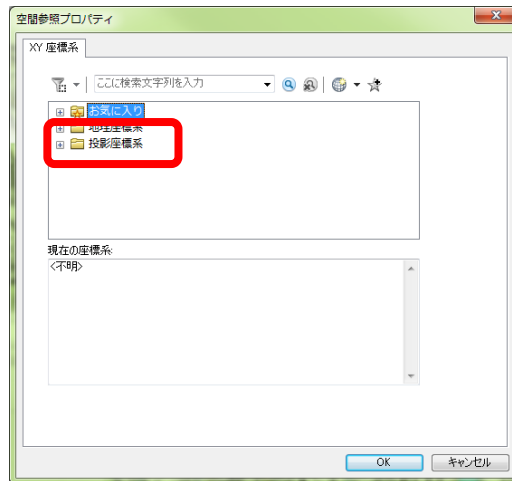 空間参照プロパティ
XY 座標系
ここに検索文字列を入力
お気に入り
地理座標系
投影座標系
現在の座標系:
<不明>
OK
キャンセル